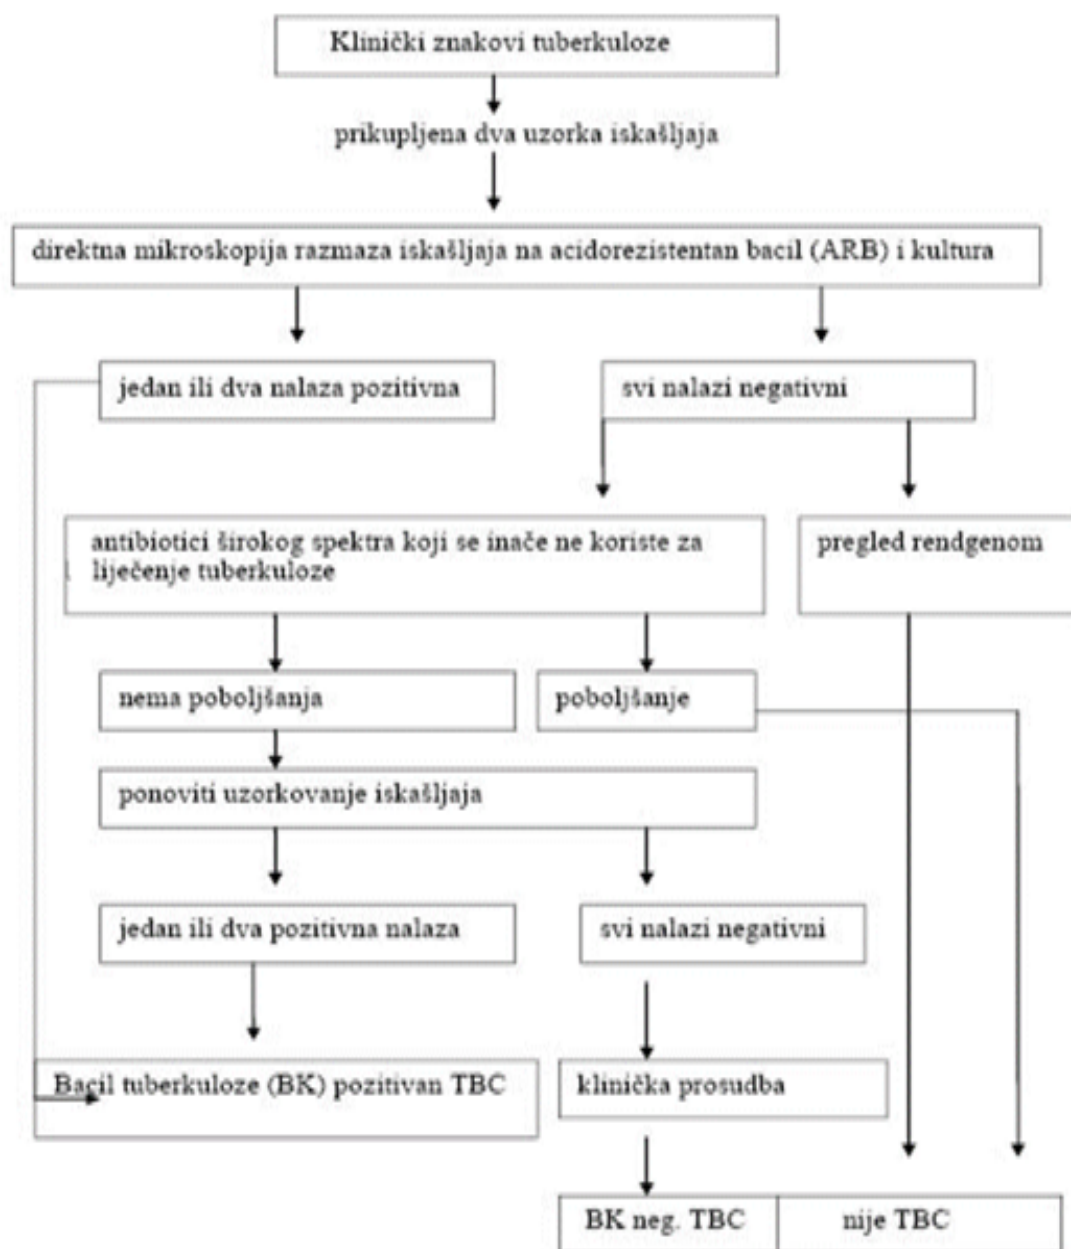 Klinički znakovi tuberkuloze
prikupljena dva uzorka iskašljaja
direktna mikroskopija razmaza iskašljaja na acidorezistentan bacil (ARB) i kultura
jedan ili dva nalaza pozitivna
svi nalazi negativni
antibiotici širokog spektra koji se inače ne koriste za
liječenje tuberkuloze
pregled rendgenom
nema poboljšanja
poboljšanje
ponoviti uzorkovanje iskašljaja
jedan ili dva pozitivna nalaza
svi nalazi negativni
Bacil tuberkuloze (BK) pozitivan TBC
klinička prosudba
BK neg. TBC
nije TBC